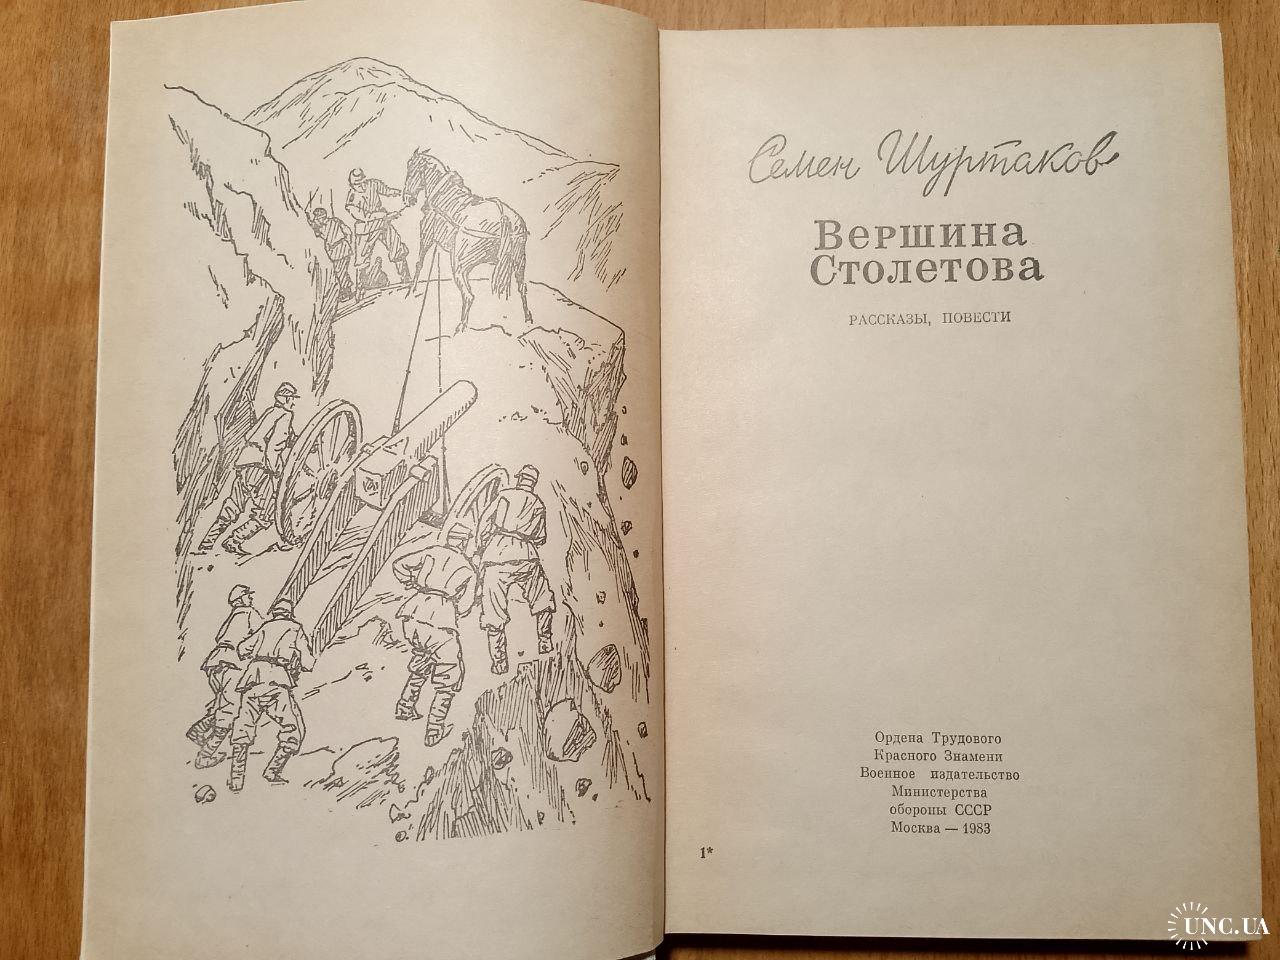 Семен Шуртаков
Вершина
Столетова
РАССКАЗЫ, ПОВЕСТИ
Ордена Трудового
Красного Знамени
Военное издательство
Министерства
обороны СССР
Москва — 1983
1*
UNC.UA